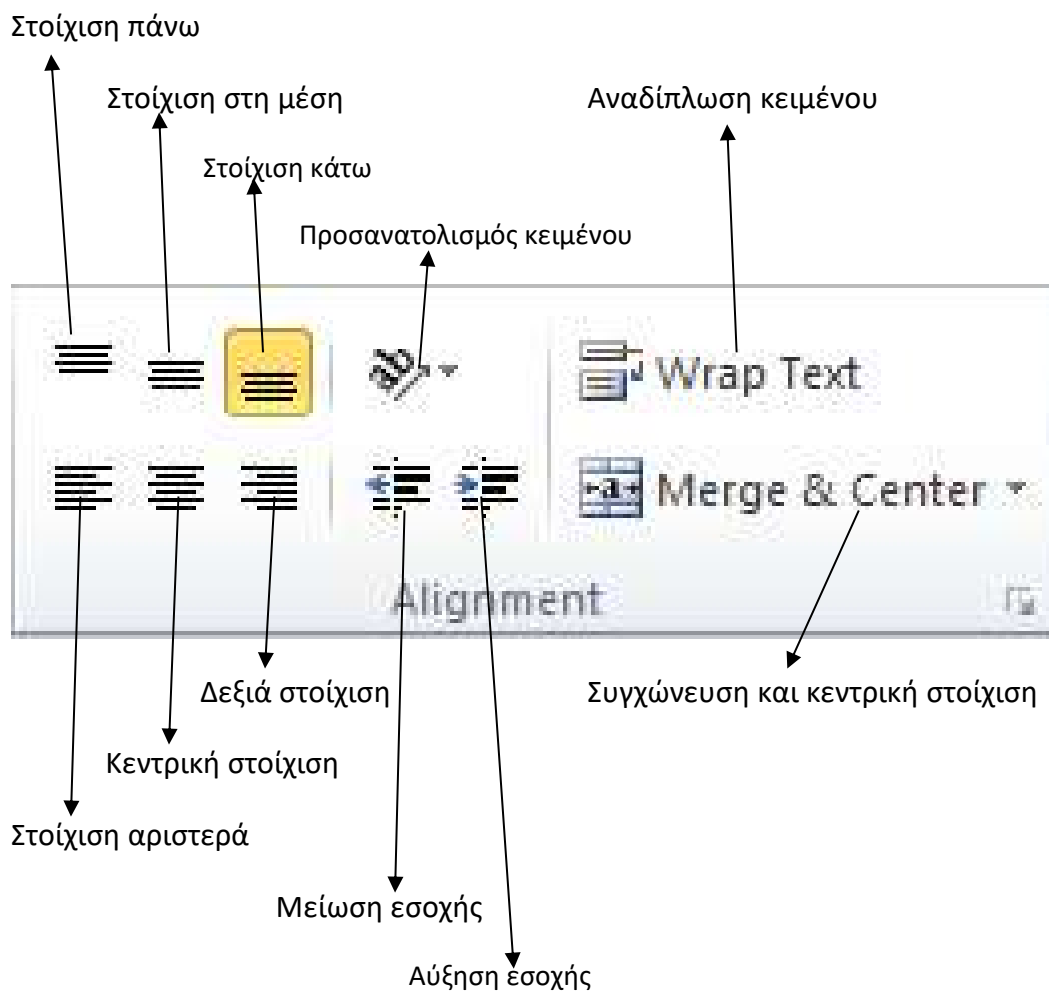 Στοίχιση πάνω
Στοίχιση στη μέση
Αναδίπλωση κειμένου
Στοίχιση κάτω
Προσανατολισμός κειμένου
ab
Wrap Text
a
Merge & Center
Alignment
Δεξιά στοίχιση
Συγχώνευση και κεντρική στοίχιση
Κεντρική στοίχιση
Στοίχιση αριστερά
Μείωση εσοχής
Αύξηση εσοχής